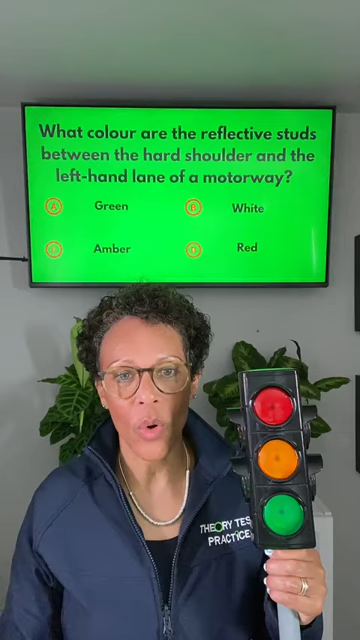 What colour are the reflective studs
between the hard shoulder and the
left-hand lane of a motorway?
A Green
B White
Amber
Red
THEORY TES
PRACTICE